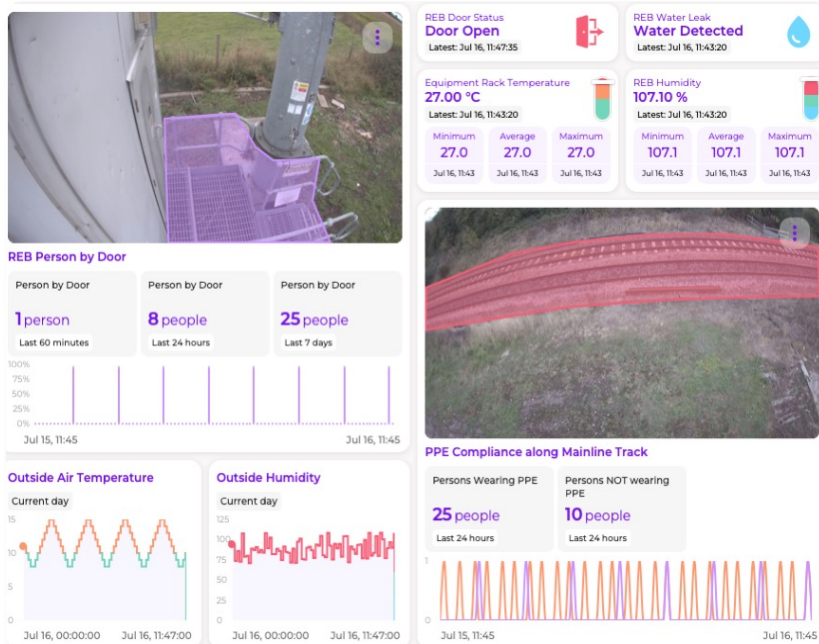 REB Person by Door
Person by Door
1 person
Last 60 minutes
Person by Door
8 people
Last 24 hours
Person by Door
25 people
Last 7 days
100%
75%
50%
25%
0%
Jul 15, 11:45
Jul 16, 11:45
Outside Air Temperature
Current day
15
10
5
0
Jul 16, 00:00:00
Jul 16, 11:47:00
Outside Humidity
Current day
125
100
75
50
25
0
Jul 16, 00:00:00
Jul 16, 11:47:00
REB Door Status
Door Open
Latest: Jul 16, 11:47:35
REB Water Leak
Water Detected
Latest: Jul 16, 11:43:20
Equipment Rack Temperature
27.00 °C
Latest: Jul 16, 11:43:20
Minimum
27.0
Jul 16, 11:43
Average
27.0
Jul 16, 11:43
Maximum
27.0
Jul 16, 11:43
REB Humidity
107.10 %
Latest: Jul 16, 11:43:20
Minimum
107.1
Jul 16, 11:43
Average
107.1
Jul 16, 11:43
Maximum
107.1
Jul 16, 11:43
PPE Compliance along Mainline Track
Persons Wearing PPE
25 people
Last 24 hours
Persons NOT wearing
PPE
10 people
Last 24 hours
1
0
Jul 15, 11:45
Jul 16, 11:45